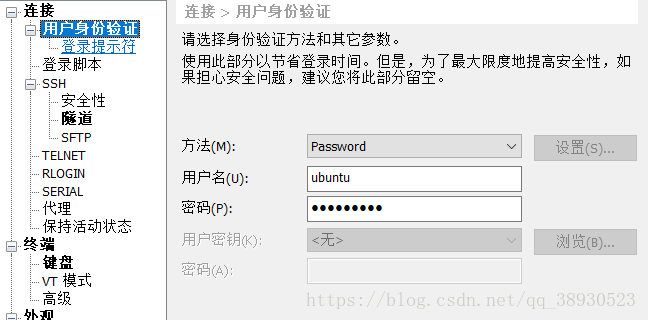 连接
用户身份验证
登录提示符
登录脚本
SSH
安全性
隧道
SFTP
TELNET
RLOGIN
SERIAL
代理
保持活动状态
终端
键盘
VT 模式
高级
外观
连接 > 用户身份验证
请选择身份验证方法和其它参数。
使用此部分以节省登录时间。但是，为了最大限度地提高安全性，如
果担心安全问题，建议您将此部分留空。
方法(M): Password 设置(S)...
用户名(U): ubuntu
密码(P): ●●●●●●●●●
用户密钥(K): <无> 浏览(B)...
密码(A):
https://blog.csdn.net/qq_38930523